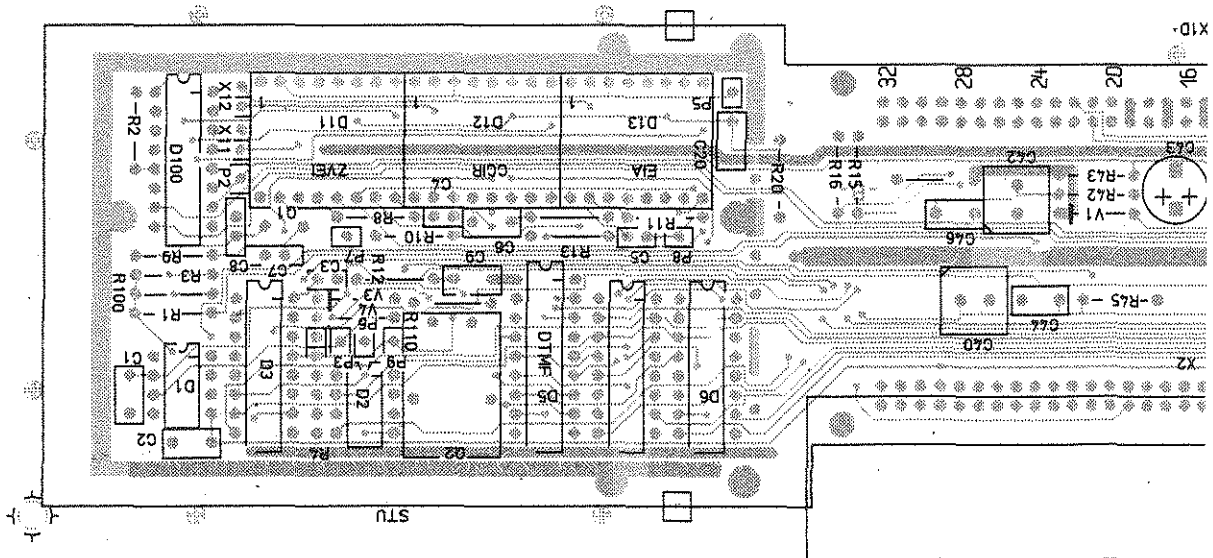 X1D
32 28 24 20 16
R2
D100
X12
X11
P2
1
D11
ZVEI
1
D12
CCIR
1
D13
EIA
P5
C20
R20
R16
R15
C42
C43
R43
R42
V1
C46
C4
Q1
R8
R10
C6
R13
R11
C5
P8
R9
C8
C7
R3
R1
R100
P7
C3
R12
C9
V3
V4
P6
R110
C40
C44
R45
X2
C1
D1
C2
D3
P3
P9
D2
R4
Q2
DTMF
D5
D6
STU